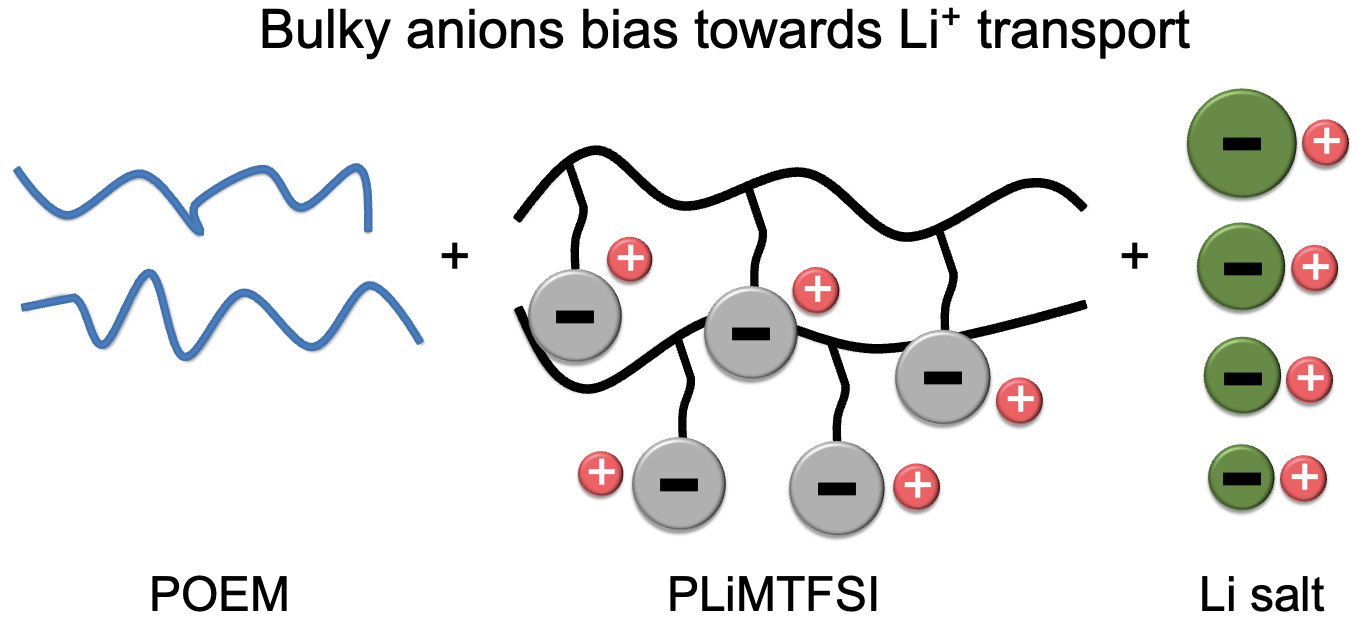 Bulky anions bias towards Li⁺ transport
+
+
POEM
PLiMTFSI
Li salt